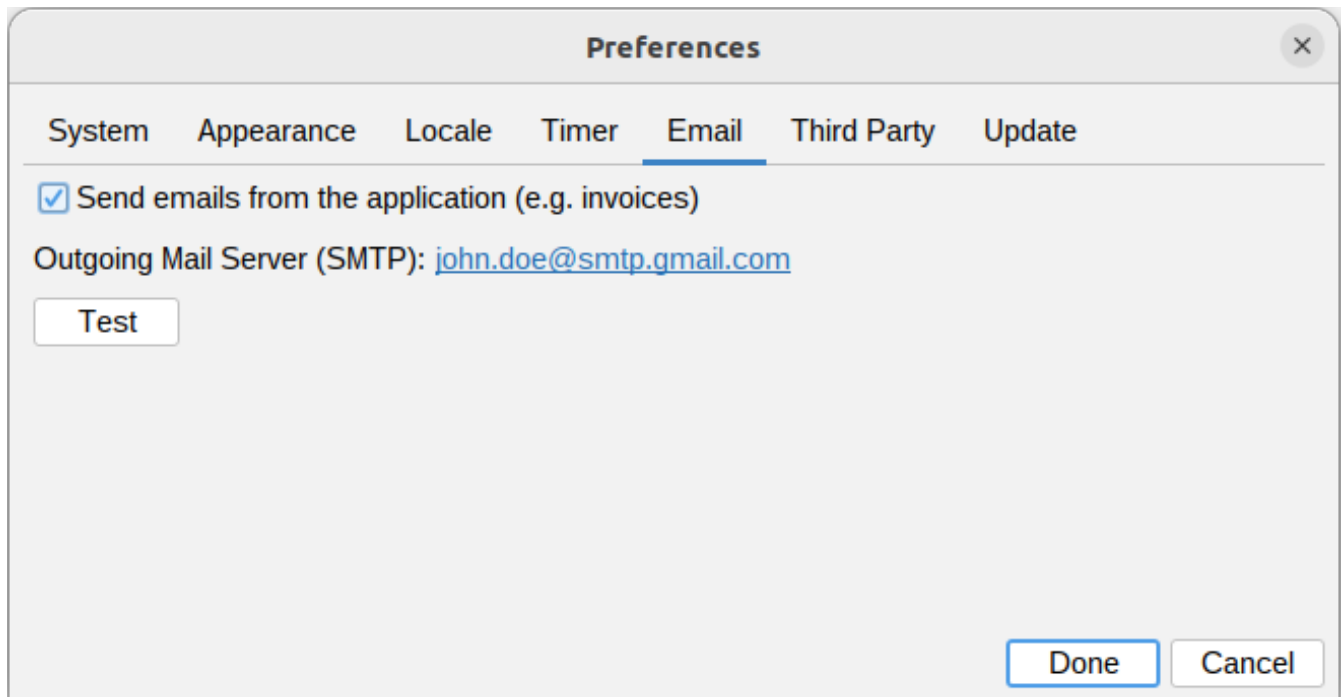 Preferences
System Appearance Locale Timer Email Third Party Update
Send emails from the application (e.g. invoices)
Outgoing Mail Server (SMTP): john.doe@smtp.gmail.com
Test
Done Cancel